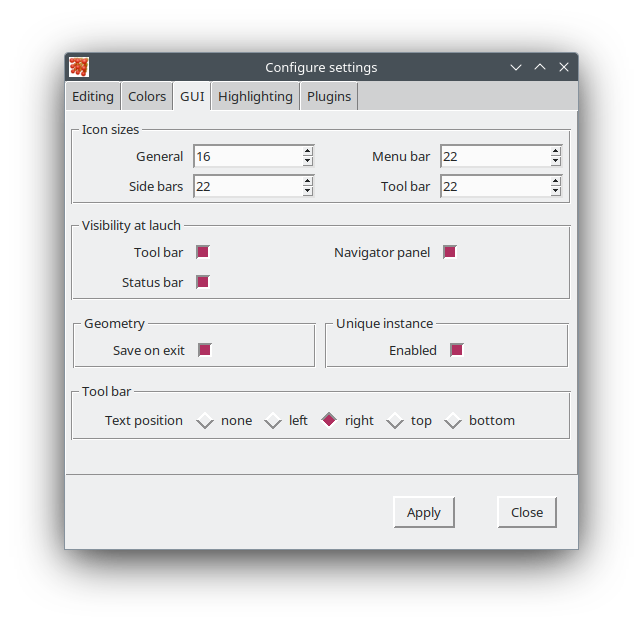 Configure settings
Editing Colors GUI Highlighting Plugins
Icon sizes
General 16 Menu bar 22
Side bars 22 Tool bar 22
Visibility at lauch
Tool bar Navigator panel
Status bar
Geometry Unique instance
Save on exit Enabled
Tool bar
Text position none left right top bottom
Apply Close